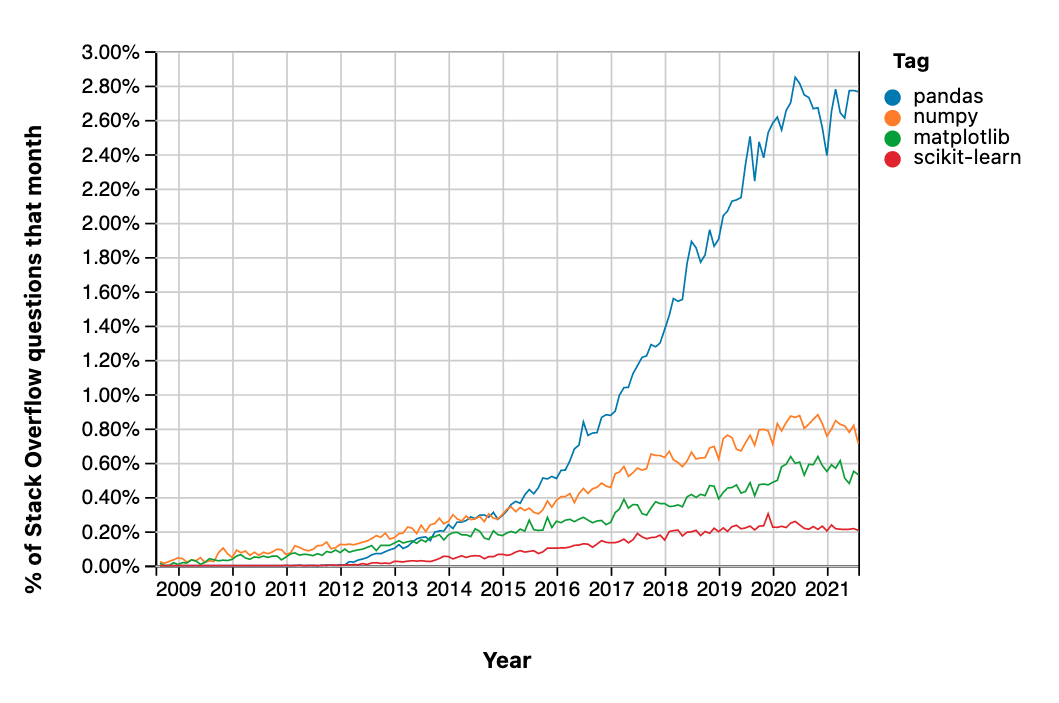 % of Stack Overflow questions that month
3.00%
2.80%
2.60%
2.40%
2.20%
2.00%
1.80%
1.60%
1.40%
1.20%
1.00%
0.80%
0.60%
0.40%
0.20%
0.00%
2009 2010 2011 2012 2013 2014 2015 2016 2017 2018 2019 2020 2021
Year
Tag
pandas
numpy
matplotlib
scikit-learn